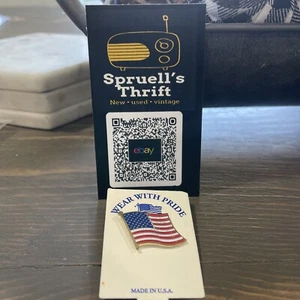 Spruell's
Thrift
New • used • vintage
ebay
WEAR WITH PRIDE
MADE IN U.S.A.